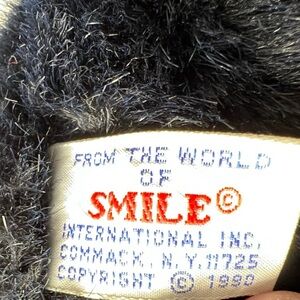 FROM THE WORLD
OF
SMILE ©
INTERNATIONAL INC.
COMMACK, N.Y. 11725
COPYRIGHT © 1990